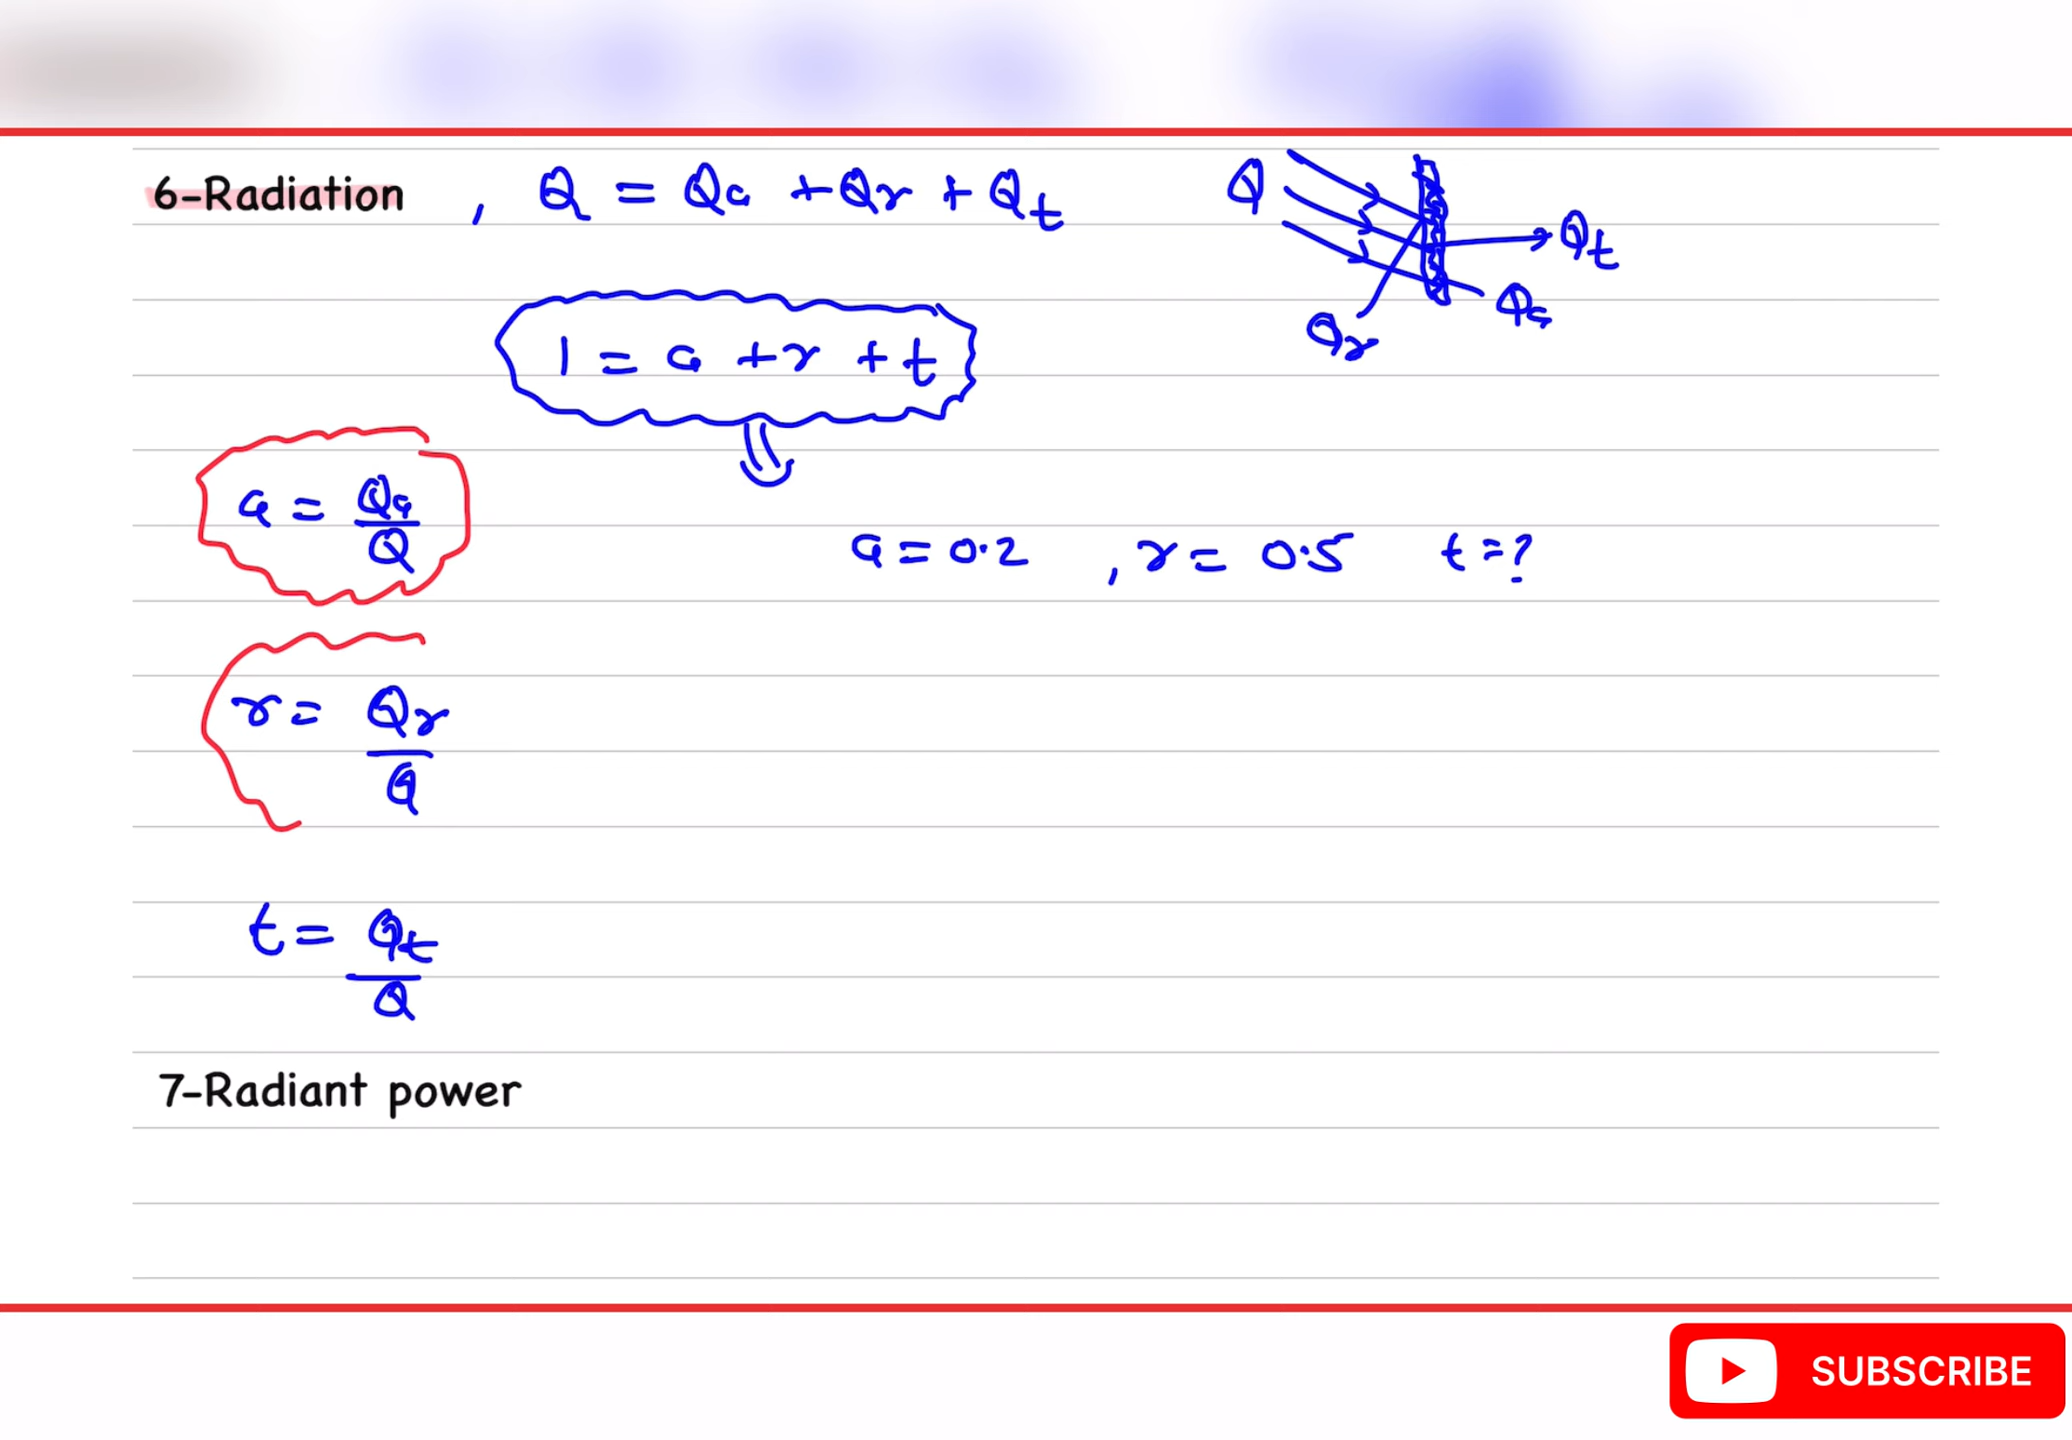 6-Radiation , Q = Qa + Qr + Qt
Q
Qt
Qa
Qr
1 = a + r + t
a = Qa/Q
a = 0.2 , r = 0.5 t = ?
r = Qr/Q
t = Qt/Q
7-Radiant power
SUBSCRIBE